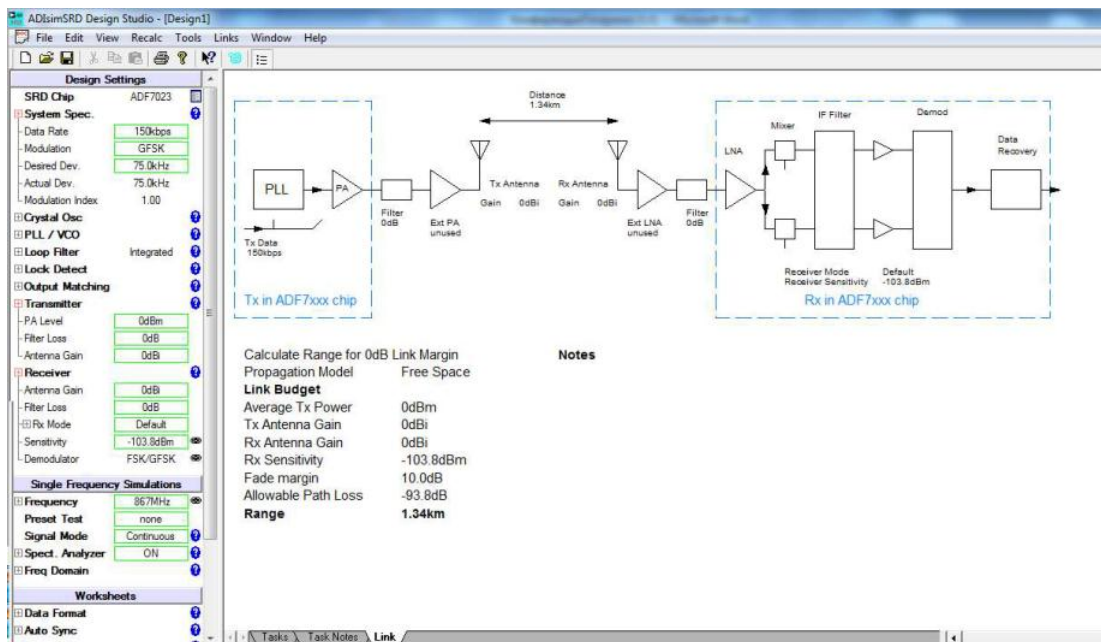 ADIsimSRD Design Studio - [Design1]
File Edit View Recalc Tools Links Window Help
Design Settings
SRD Chip ADF7023
System Spec.
Data Rate 150kbps
Modulation GFSK
Desired Dev. 75.0kHz
Actual Dev. 75.0kHz
Modulation Index 1.00
Crystal Osc
PLL / VCO
Loop Filter Integrated
Lock Detect
Output Matching
Transmitter
PA Level 0dBm
Filter Loss 0dB
Antenna Gain 0dBi
Receiver
Antenna Gain 0dBi
Filter Loss 0dB
Rx Mode Default
Sensitivity -103.8dBm
Demodulator FSK/GFSK
Single Frequency Simulations
Frequency 867MHz
Preset Test none
Signal Mode Continuous
Spect. Analyzer ON
Freq Domain
Worksheets
Data Format
Auto Sync
Distance
1.34km
PLL
PA
Filter
0dB
Ext PA
unused
Tx Antenna
Gain 0dBi
Rx Antenna
Gain 0dBi
Ext LNA
unused
Filter
0dB
LNA
Mixer
IF Filter
Demod
Data
Recovery
Tx Data
150kbps
Receiver Mode Default
Receiver Sensitivity -103.8dBm
Tx in ADF7xxx chip
Rx in ADF7xxx chip
Calculate Range for 0dB Link Margin
Notes
Propagation Model Free Space
Link Budget
Average Tx Power 0dBm
Tx Antenna Gain 0dBi
Rx Antenna Gain 0dBi
Rx Sensitivity -103.8dBm
Fade margin 10.0dB
Allowable Path Loss -93.8dB
Range 1.34km
Tasks Task Notes Link